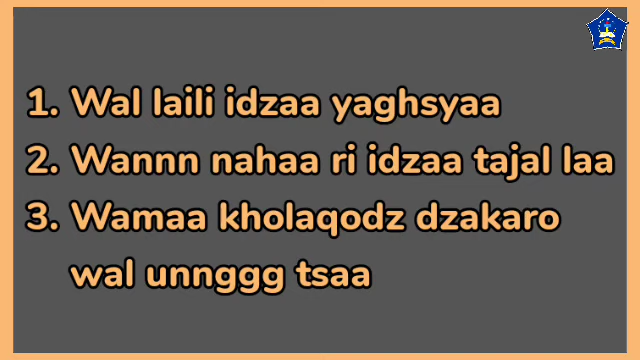 1. Wal laili idzaa yaghsyaa
2. Wannn nahaa ri idzaa tajal laa
3. Wamaa kholaqodz dzakaro
wal unnggg tsaa